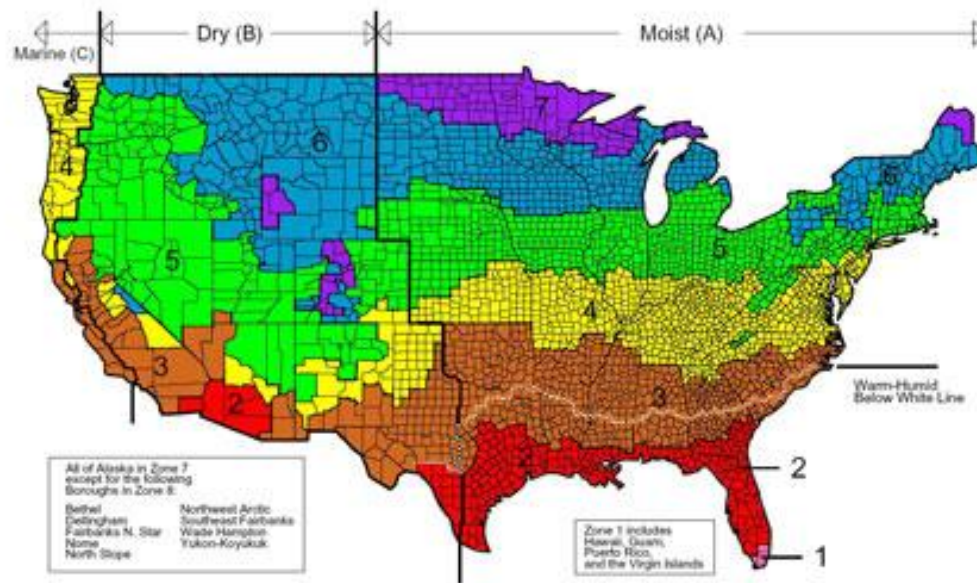 Marine (C)
Dry (B)
Moist (A)
7
6
6
4
5
5
4
3
3
2
2
Warm-Humid
Below White Line
2
1
All of Alaska in Zone 7
except for the following
Boroughs in Zone 8:
Bethel
Dellingham
Fairbanks N. Star
Nome
North Slope
Northwest Arctic
Southeast Fairbanks
Wade Hampton
Yukon-Koyukuk
Zone 1 includes
Hawaii, Guam,
Puerto Rico,
and the Virgin Islands